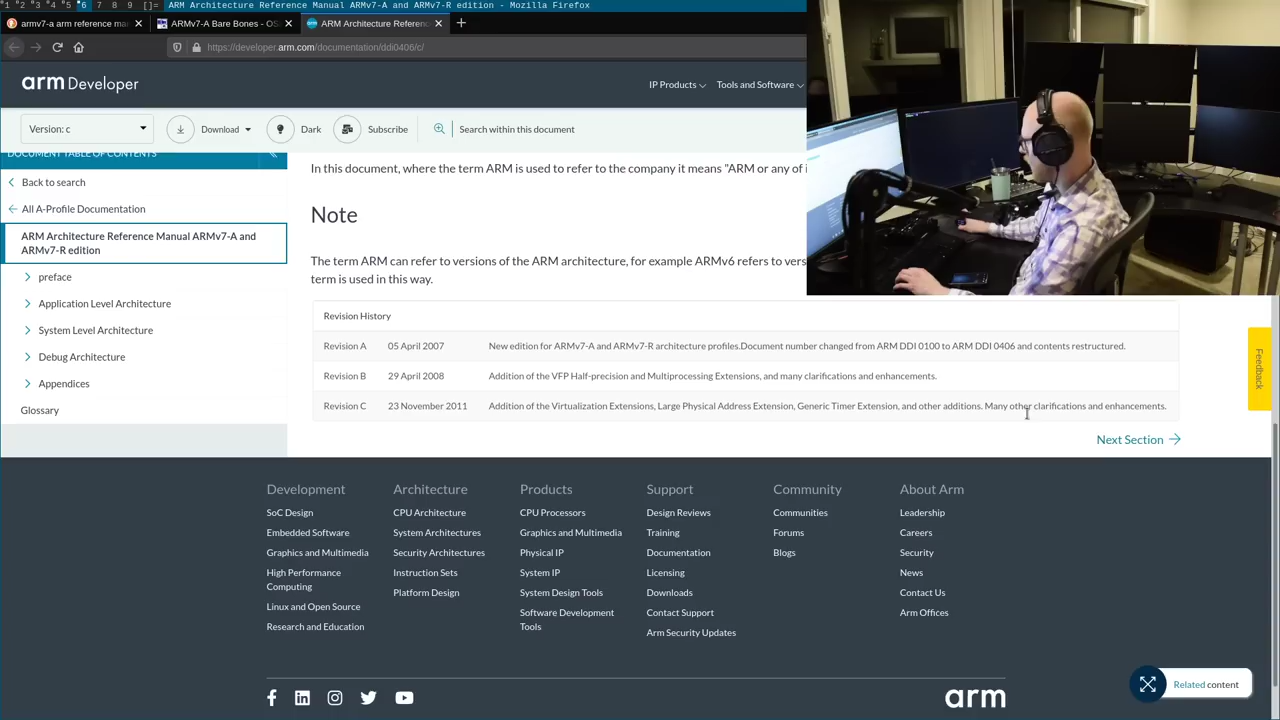 1 2 3 4 5 6 7 8 9 []= ARM Architecture Reference Manual ARMv7-A and ARMv7-R edition - Mozilla Firefox
armv7-a arm reference man
ARMv7-A Bare Bones - OS
ARM Architecture Referenc
https://developer.arm.com/documentation/ddi0406/c/
arm Developer
IP Products
Tools and Software
Version: c
Download
Dark
Subscribe
Search within this document
DOCUMENT TABLE OF CONTENTS
Back to search
All A-Profile Documentation
ARM Architecture Reference Manual ARMv7-A and
ARMv7-R edition
preface
Application Level Architecture
System Level Architecture
Debug Architecture
Appendices
Glossary
In this document, where the term ARM is used to refer to the company it means "ARM or any of i
Note
The term ARM can refer to versions of the ARM architecture, for example ARMv6 refers to vers
term is used in this way.
Revision History
Revision A 05 April 2007 New edition for ARMv7-A and ARMv7-R architecture profiles.Document number changed from ARM DDI 0100 to ARM DDI 0406 and contents restructured.
Revision B 29 April 2008 Addition of the VFP Half-precision and Multiprocessing Extensions, and many clarifications and enhancements.
Revision C 23 November 2011 Addition of the Virtualization Extensions, Large Physical Address Extension, Generic Timer Extension, and other additions. Many other clarifications and enhancements.
Next Section
Feedback
Development
SoC Design
Embedded Software
Graphics and Multimedia
High Performance
Computing
Linux and Open Source
Research and Education
Architecture
CPU Architecture
System Architectures
Security Architectures
Instruction Sets
Platform Design
Products
CPU Processors
Graphics and Multimedia
Physical IP
System IP
System Design Tools
Software Development
Tools
Support
Design Reviews
Training
Documentation
Licensing
Downloads
Contact Support
Arm Security Updates
Community
Communities
Forums
Blogs
About Arm
Leadership
Careers
Security
News
Contact Us
Arm Offices
Related content
arm